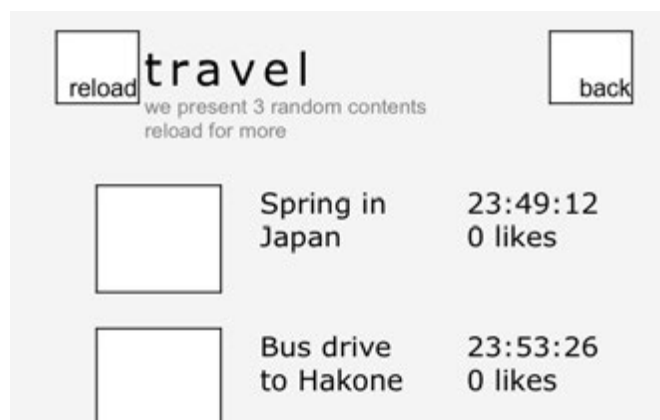 reload
travel
back
we present 3 random contents
reload for more
Spring in
Japan
23:49:12
0 likes
Bus drive
to Hakone
23:53:26
0 likes